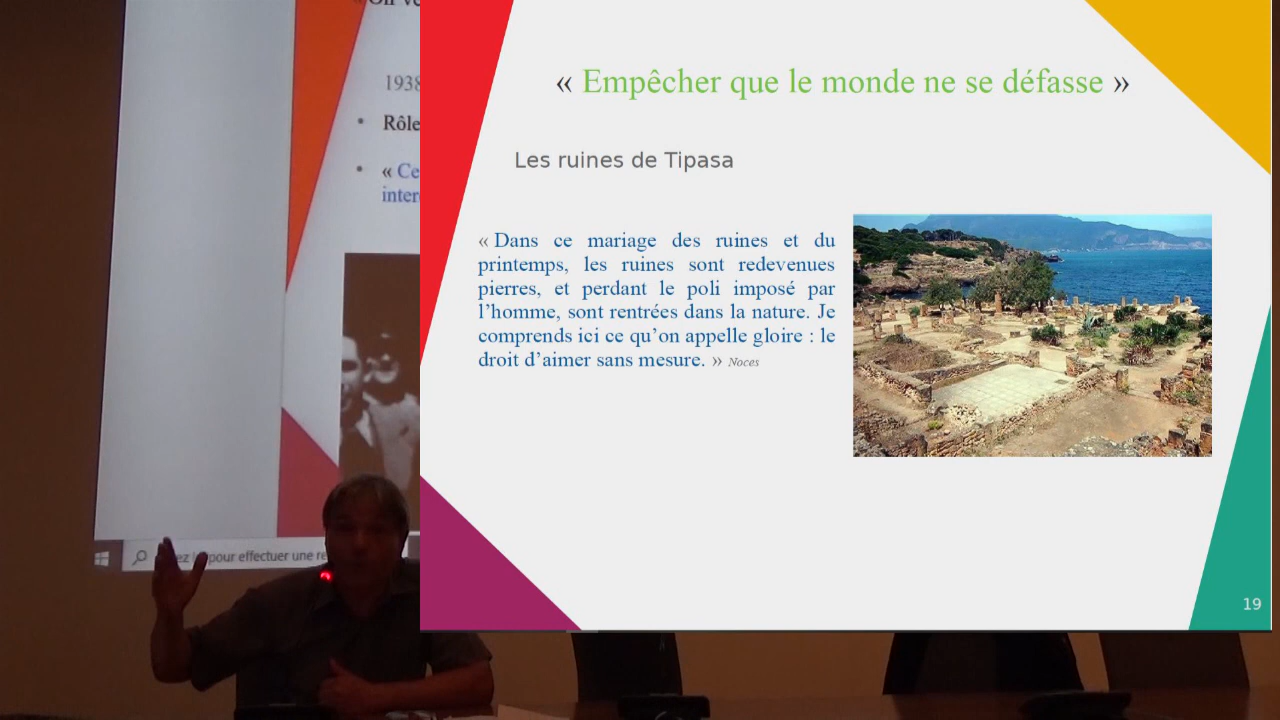 « On ve
1938
• Rôle
• « Ce
inter
ez i pour effectuer une re
« Empêcher que le monde ne se défasse »
Les ruines de Tipasa
« Dans ce mariage des ruines et du
printemps, les ruines sont redevenues
pierres, et perdant le poli imposé par
l’homme, sont rentrées dans la nature. Je
comprends ici ce qu’on appelle gloire : le
droit d’aimer sans mesure. » Noces
19